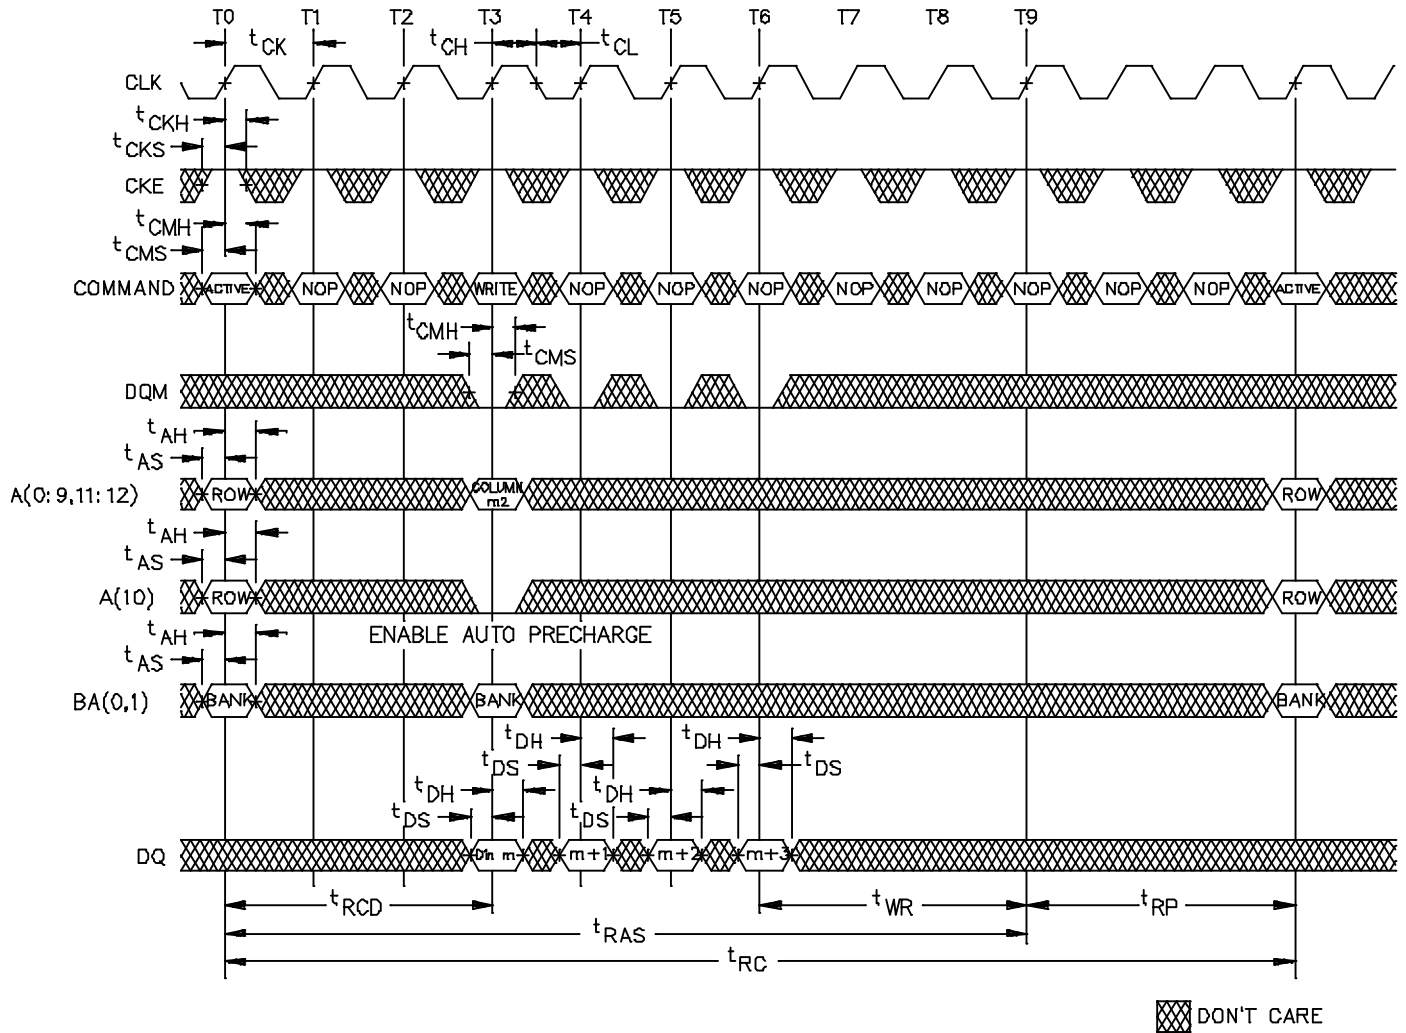 T0 T1 T2 T3 T4 T5 T6 T7 T8 T9
tCK tCH tCL
CLK
tCKH
tCKS
CKE
tCMH
tCMS
COMMAND ACTIVE NOP NOP WRITE NOP NOP NOP NOP NOP NOP NOP NOP ACTIVE
tCMH
tCMS
DQM
tAH
tAS
A(0:9,11:12) ROW COLUMN m2 ROW
tAH
tAS
A(10) ROW ROW
ENABLE AUTO PRECHARGE
tAH
tAS
BA(0,1) BANK BANK BANK
tDH tDH
tDS tDS
tDH tDH
tDS tDS
DQ Din m m+1 m+2 m+3
tRCD tWR tRP
tRAS
tRC
DON'T CARE